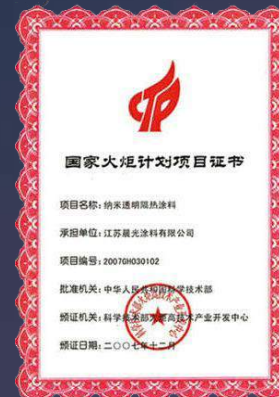 国家火炬计划项目证书
项目名称：纳米透明隔热涂料
承担单位：江苏晨光涂料有限公司
项目编号：2007GH030102
批准机关：中华人民共和国科学技术部
颁证机关：科学技术部火炬高技术产业开发中心
颁证日期：二〇〇七年十二月